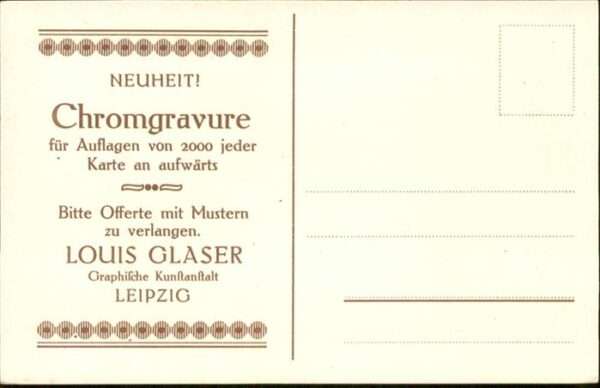 NEUHEIT!
Chromgravure
für Auflagen von 2000 jeder
Karte an aufwärts
Bitte Offerte mit Mustern
zu verlangen.
LOUIS GLASER
Graphiſche Kunſtanſtalt
LEIPZIG